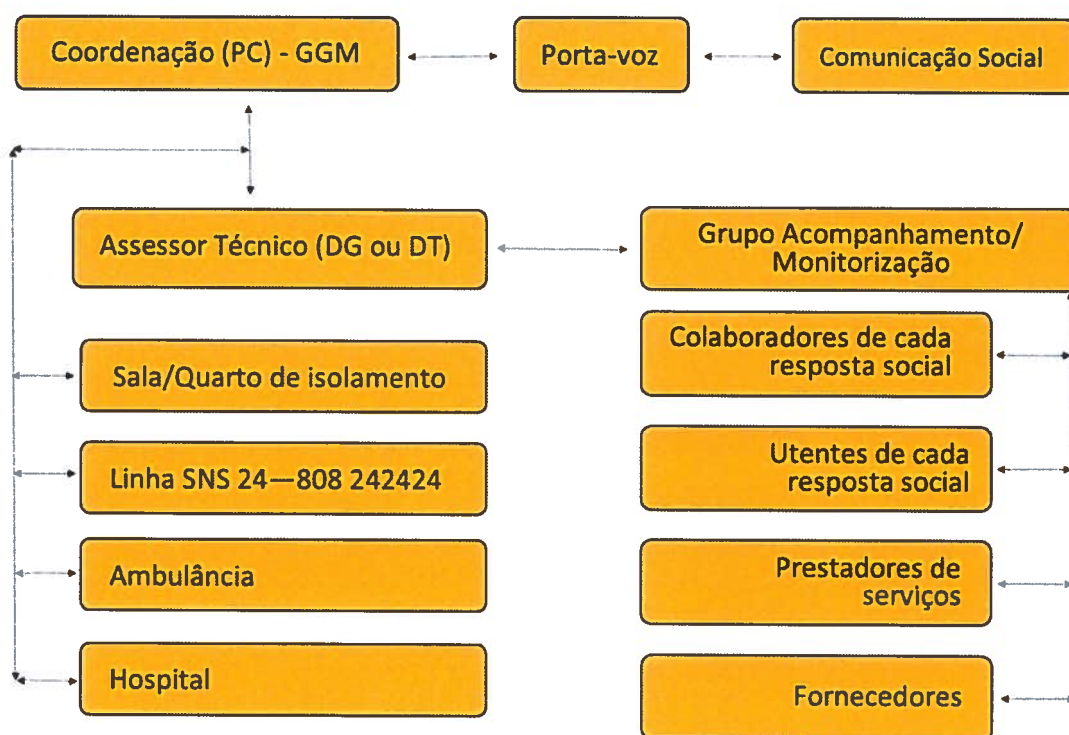 Coordenação (PC) - GGM
Porta-voz
Comunicação Social
Assessor Técnico (DG ou DT)
Grupo Acompanhamento/
Monitorização
Sala/Quarto de isolamento
Linha SNS 24—808 242424
Ambulância
Hospital
Colaboradores de cada
resposta social
Utentes de cada
resposta social
Prestadores de
serviços
Fornecedores